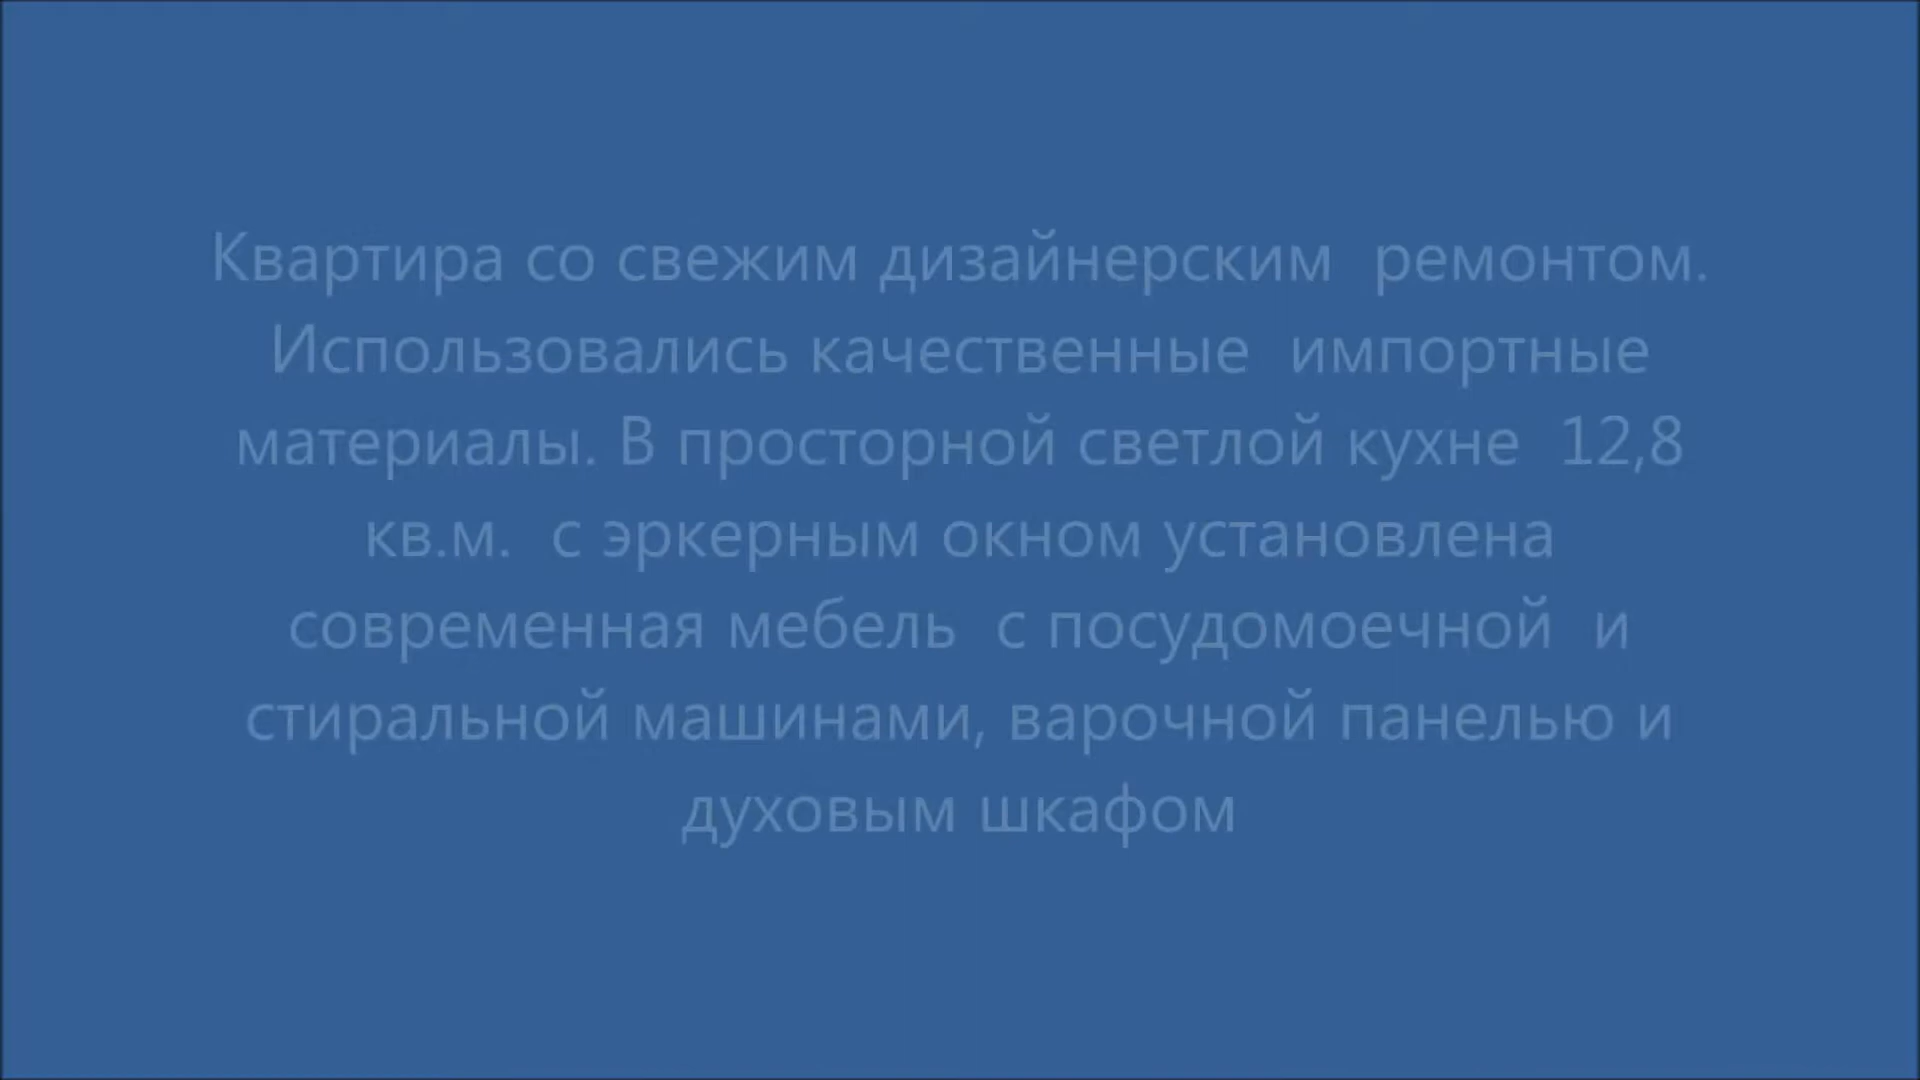 Квартира со свежим дизайнерским  ремонтом.
Использовались качественные  импортные
материалы. В просторной светлой кухне  12,8
кв.м.  с эркерным окном установлена
современная мебель  с посудомоечной  и
стиральной машинами, варочной панелью и
духовым шкафом